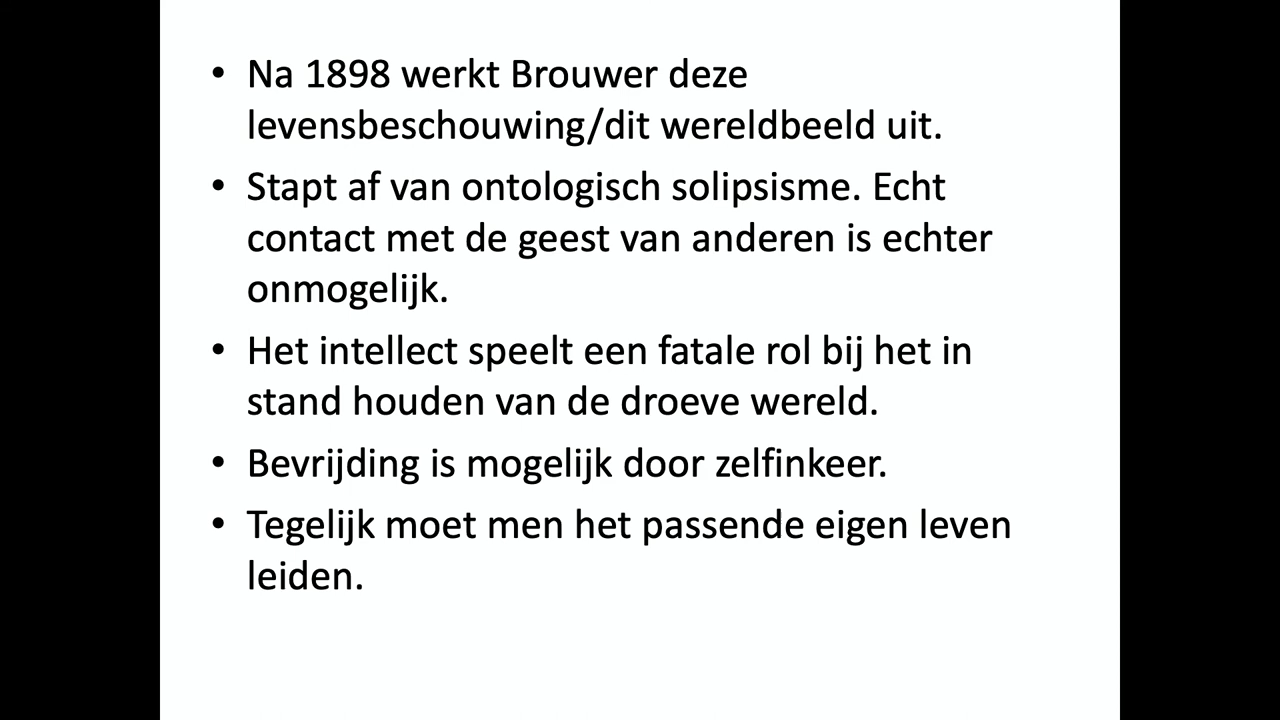 • Na 1898 werkt Brouwer deze
levensbeschouwing/dit wereldbeeld uit.
• Stapt af van ontologisch solipsisme. Echt
contact met de geest van anderen is echter
onmogelijk.
• Het intellect speelt een fatale rol bij het in
stand houden van de droeve wereld.
• Bevrijding is mogelijk door zelfinkeer.
• Tegelijk moet men het passende eigen leven
leiden.